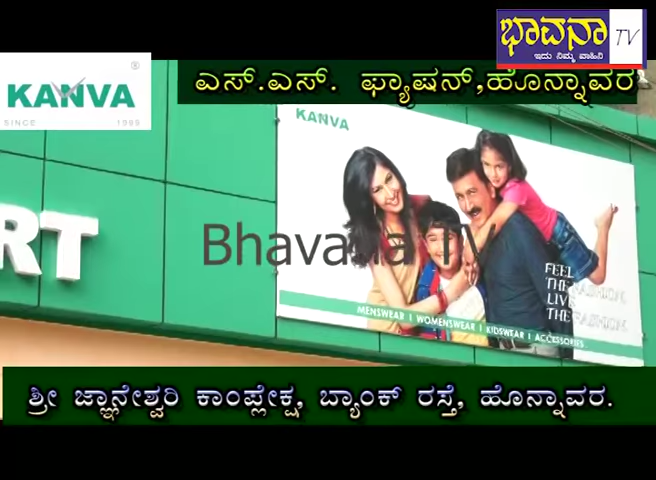 ಭಾವನಾ TV
ಇದು ನಿಮ್ಮ ವಾಹಿನಿ
KANVA
SINCE 1999
ಎಸ್.ಎಸ್. ಫ್ಯಾಷನ್,ಹೊನ್ನಾವರ
KANVA
RT
Bhavana TV
FEEL
THE FASHION
LIVE
THE FASHION
MENSWEAR I WOMENSWEAR I KIDSWEAR I ACCESSORIES
ಶ್ರೀ ಜ್ಞಾನೇಶ್ವರಿ ಕಾಂಪ್ಲೇಕ್ಷ, ಬ್ಯಾಂಕ್ ರಸ್ತೆ, ಹೊನ್ನಾವರ.